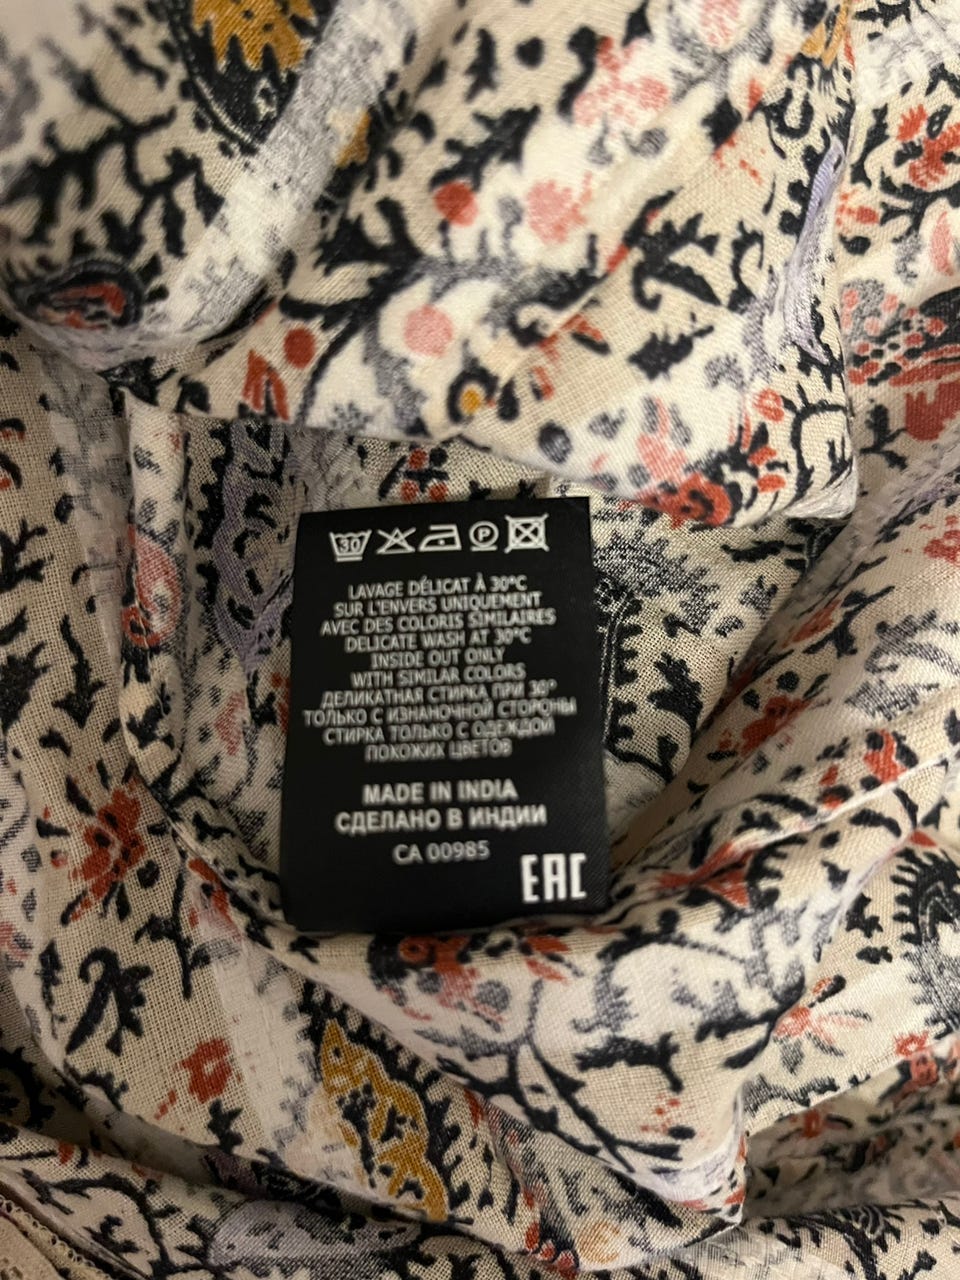 30 P
LAVAGE DÉLICAT À 30°C
SUR L'ENVERS UNIQUEMENT
AVEC DES COLORIS SIMILAIRES
DELICATE WASH AT 30°C
INSIDE OUT ONLY
WITH SIMILAR COLORS
ДЕЛИКАТНАЯ СТИРКА ПРИ 30°
ТОЛЬКО С ИЗНАНОЧНОЙ СТОРОНЫ
СТИРКА ТОЛЬКО С ОДЕЖДОЙ
ПОХОЖИХ ЦВЕТОВ
MADE IN INDIA
СДЕЛАНО В ИНДИИ
CA 00985
EAC